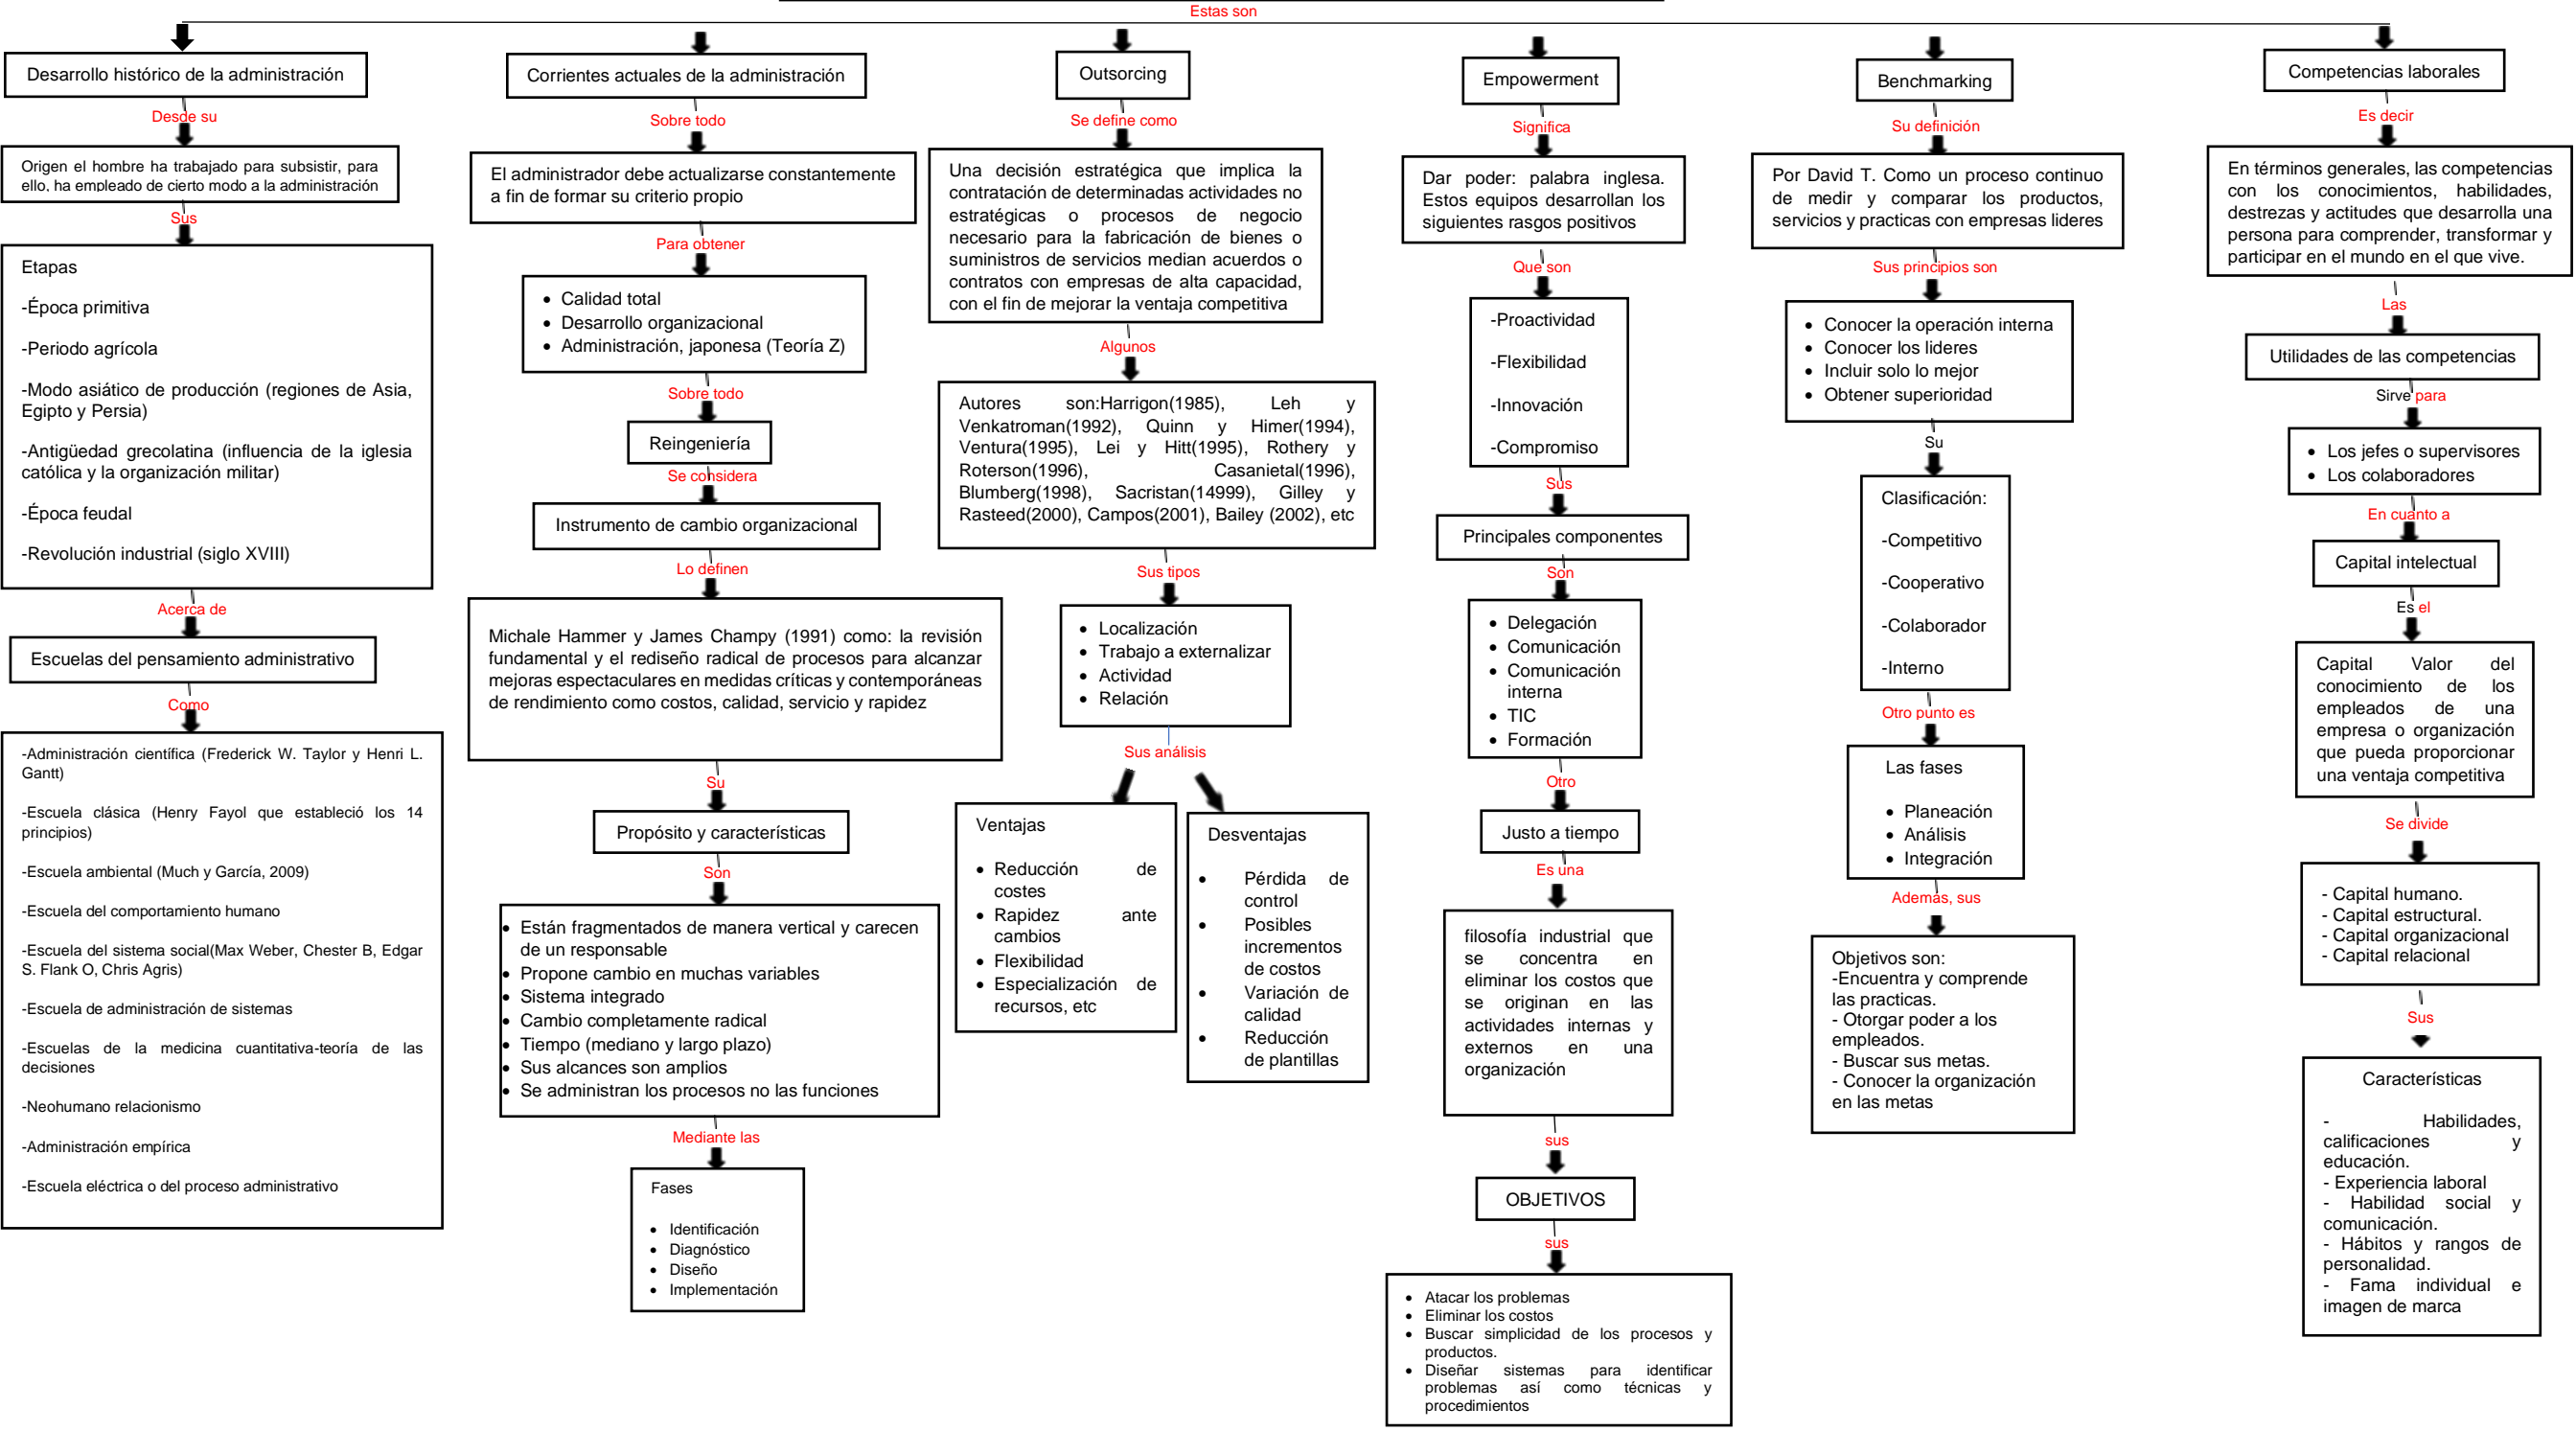 Estas son
Desarrollo histórico de la administración
Desde su
Origen el hombre ha trabajado para subsistir, para
ello, ha empleado de cierto modo a la administración
Sus
Etapas
-Época primitiva
-Periodo agrícola
-Modo asiático de producción (regiones de Asia,
Egipto y Persia)
-Antigüedad grecolatina (influencia de la iglesia
católica y la organización militar)
-Época feudal
-Revolución industrial (siglo XVIII)
Acerca de
Escuelas del pensamiento administrativo
Como
-Administración científica (Frederick W. Taylor y Henri L.
Gantt)
-Escuela clásica (Henry Fayol que estableció los 14
principios)
-Escuela ambiental (Much y García, 2009)
-Escuela del comportamiento humano
-Escuela del sistema social(Max Weber, Chester B, Edgar
S. Flank O, Chris Agris)
-Escuela de administración de sistemas
-Escuelas de la medicina cuantitativa-teoría de las
decisiones
-Neohumano relacionismo
-Administración empírica
-Escuela eléctrica o del proceso administrativo
Corrientes actuales de la administración
Sobre todo
El administrador debe actualizarse constantemente
a fin de formar su criterio propio
Para obtener
• Calidad total
• Desarrollo organizacional
• Administración, japonesa (Teoría Z)
Sobre todo
Reingeniería
Se considera
Instrumento de cambio organizacional
Lo definen
Michale Hammer y James Champy (1991) como: la revisión
fundamental y el rediseño radical de procesos para alcanzar
mejoras espectaculares en medidas críticas y contemporáneas
de rendimiento como costos, calidad, servicio y rapidez
Su
Propósito y características
Son
• Están fragmentados de manera vertical y carecen
de un responsable
• Propone cambio en muchas variables
• Sistema integrado
• Cambio completamente radical
• Tiempo (mediano y largo plazo)
• Sus alcances son amplios
• Se administran los procesos no las funciones
Mediante las
Fases
• Identificación
• Diagnóstico
• Diseño
• Implementación
Outsorcing
Se define como
Una decisión estratégica que implica la
contratación de determinadas actividades no
estratégicas o procesos de negocio
necesario para la fabricación de bienes o
suministros de servicios median acuerdos o
contratos con empresas de alta capacidad,
con el fin de mejorar la ventaja competitiva
Algunos
Autores son:Harrigon(1985), Leh y
Venkatroman(1992), Quinn y Himer(1994),
Ventura(1995), Lei y Hitt(1995), Rothery y
Roterson(1996), Casanietal(1996),
Blumberg(1998), Sacristan(14999), Gilley y
Rasteed(2000), Campos(2001), Bailey (2002), etc
Sus tipos
• Localización
• Trabajo a externalizar
• Actividad
• Relación
Sus análisis
Ventajas
• Reducción de
costes
• Rapidez ante
cambios
• Flexibilidad
• Especialización de
recursos, etc
Desventajas
• Pérdida de
control
• Posibles
incrementos
de costos
• Variación de
calidad
• Reducción
de plantillas
Empowerment
Significa
Dar poder: palabra inglesa.
Estos equipos desarrollan los
siguientes rasgos positivos
Que son
-Proactividad
-Flexibilidad
-Innovación
-Compromiso
Sus
Principales componentes
Son
• Delegación
• Comunicación
• Comunicación
interna
• TIC
• Formación
Otro
Justo a tiempo
Es una
filosofía industrial que
se concentra en
eliminar los costos que
se originan en las
actividades internas y
externos en una
organización
sus
OBJETIVOS
sus
• Atacar los problemas
• Eliminar los costos
• Buscar simplicidad de los procesos y
productos.
• Diseñar sistemas para identificar
problemas así como técnicas y
procedimientos
Benchmarking
Su definición
Por David T. Como un proceso continuo
de medir y comparar los productos,
servicios y practicas con empresas lideres
Sus principios son
• Conocer la operación interna
• Conocer los lideres
• Incluir solo lo mejor
• Obtener superioridad
Su
Clasificación:
-Competitivo
-Cooperativo
-Colaborador
-Interno
Otro punto es
Las fases
• Planeación
• Análisis
• Integración
Además, sus
Objetivos son:
-Encuentra y comprende
las practicas.
- Otorgar poder a los
empleados.
- Buscar sus metas.
- Conocer la organización
en las metas
Competencias laborales
Es decir
En términos generales, las competencias
con los conocimientos, habilidades,
destrezas y actitudes que desarrolla una
persona para comprender, transformar y
participar en el mundo en el que vive.
Las
Utilidades de las competencias
Sirve para
• Los jefes o supervisores
• Los colaboradores
En cuanto a
Capital intelectual
Es el
Capital Valor del
conocimiento de los
empleados de una
empresa o organización
que pueda proporcionar
una ventaja competitiva
Se divide
- Capital humano.
- Capital estructural.
- Capital organizacional
- Capital relacional
Sus
Características
- Habilidades,
calificaciones y
educación.
- Experiencia laboral
- Habilidad social y
comunicación.
- Hábitos y rangos de
personalidad.
- Fama individual e
imagen de marca